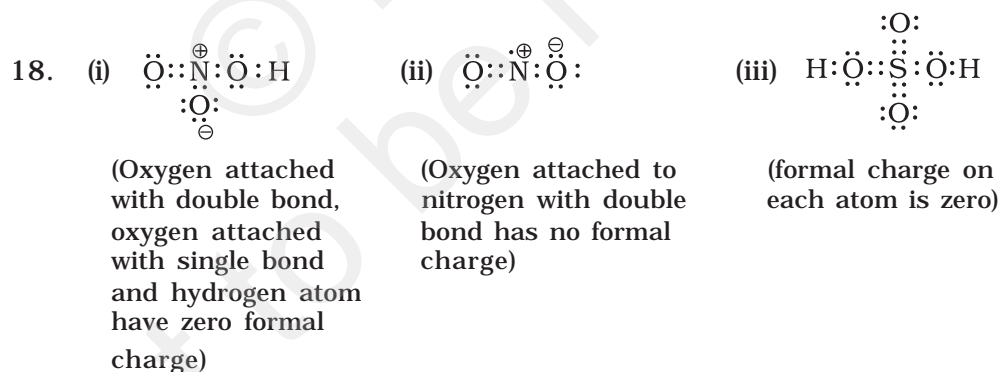 :O:
18. (i) O::N:O:H (ii) O::N:O: (iii) H:O::S:O:H
⊕ ⊕ ⊖
:O: :O:
⊖
(Oxygen attached (Oxygen attached to (formal charge on
with double bond, nitrogen with double each atom is zero)
oxygen attached bond has no formal
with single bond charge)
and hydrogen atom
have zero formal
charge)
© to be